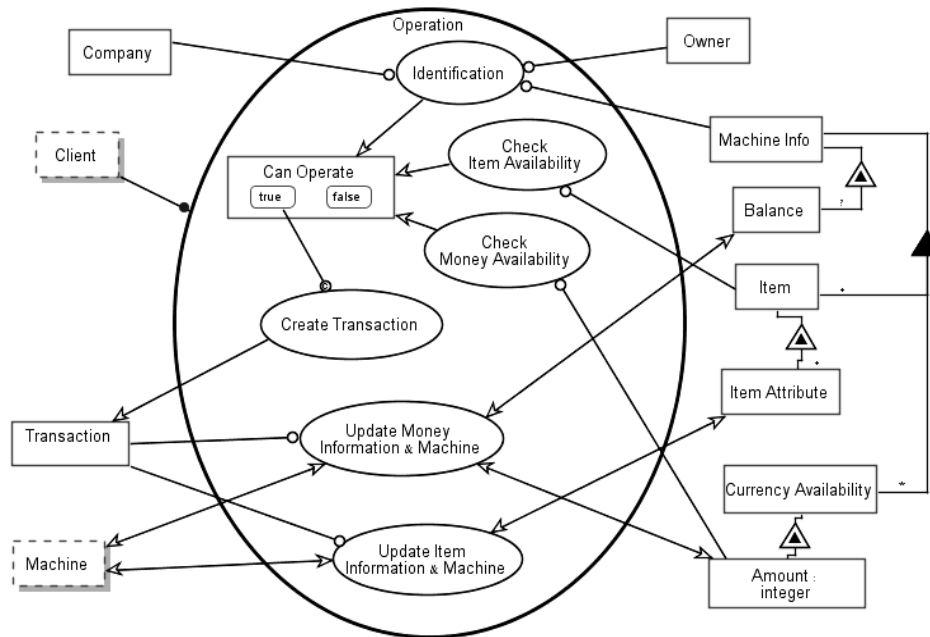 Operation
Company
Owner
Identification
Machine Info
Client
Check
Item Availability
Can Operate
true
false
Balance
?
Check
Money Availability
Item
*
Create Transaction
*
Item Attribute
Transaction
Update Money
Information & Machine
Currency Availability
*
Machine
Update Item
Information & Machine
Amount :
integer